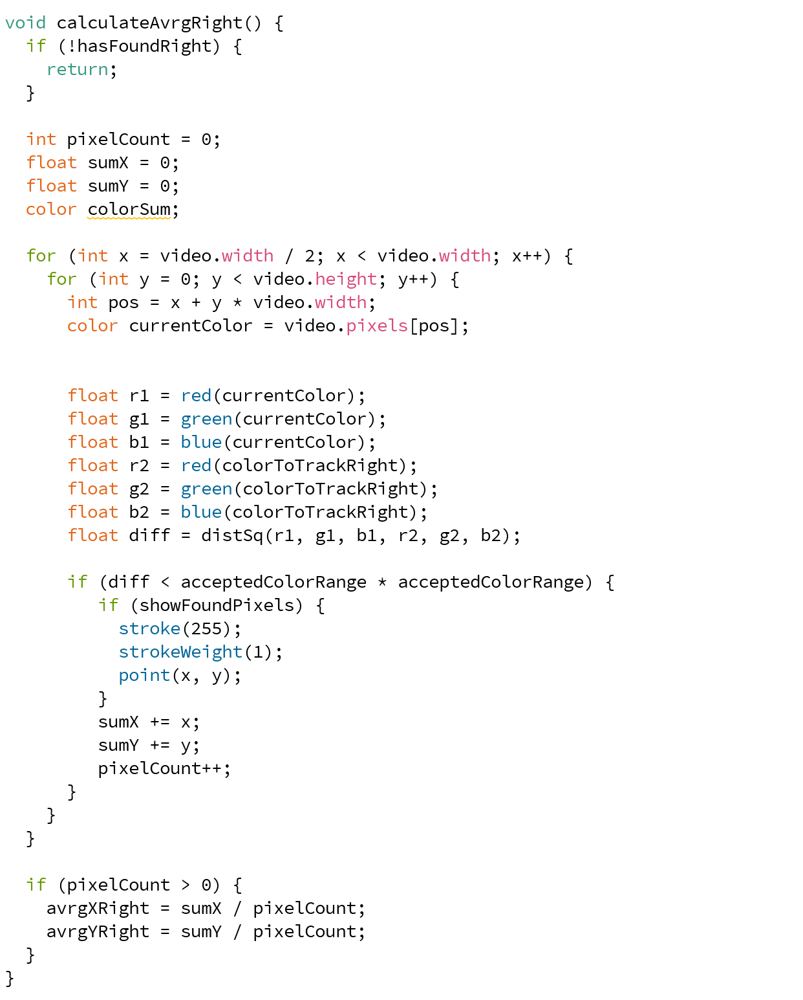 void calculateAvrgRight() {
  if (!hasFoundRight) {
    return;
  }

  int pixelCount = 0;
  float sumX = 0;
  float sumY = 0;
  color colorSum;

  for (int x = video.width / 2; x < video.width; x++) {
    for (int y = 0; y < video.height; y++) {
      int pos = x + y * video.width;
      color currentColor = video.pixels[pos];


      float r1 = red(currentColor);
      float g1 = green(currentColor);
      float b1 = blue(currentColor);
      float r2 = red(colorToTrackRight);
      float g2 = green(colorToTrackRight);
      float b2 = blue(colorToTrackRight);
      float diff = distSq(r1, g1, b1, r2, g2, b2);

      if (diff < acceptedColorRange * acceptedColorRange) {
         if (showFoundPixels) {
           stroke(255);
           strokeWeight(1);
           point(x, y);
         }
         sumX += x;
         sumY += y;
         pixelCount++;
      }
    }
  }

  if (pixelCount > 0) {
    avrgXRight = sumX / pixelCount;
    avrgYRight = sumY / pixelCount;
  }
}